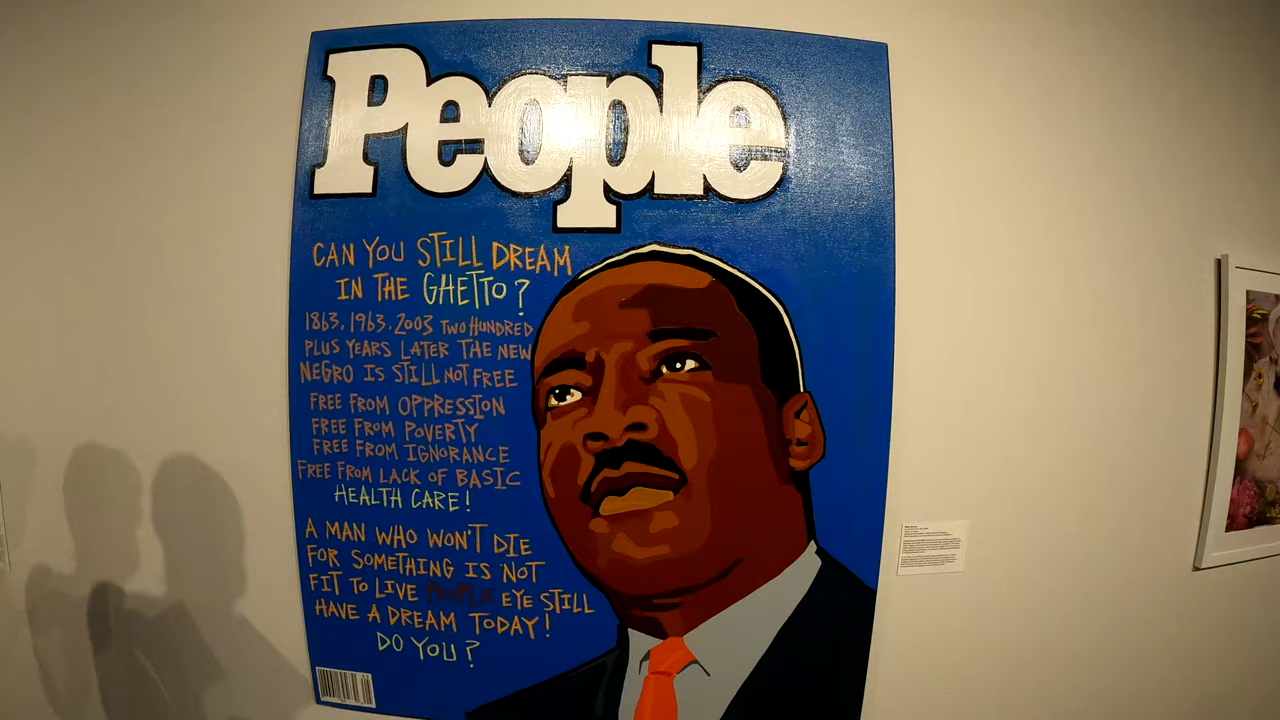 People
CAN YOU STILL DREAM
IN THE GHETTO?
1863.1963.2003 TWO HUNDRED
PLUS YEARS LATER THE NEW
NEGRO IS STILL NOT FREE
FREE FROM OPPRESSION
FREE FROM POVERTY
FREE FROM IGNORANCE
FREE FROM LACK OF BASIC
HEALTH CARE!
A MAN WHO WON'T DIE
FOR SOMETHING IS NOT
FIT TO LIVE PEOPLE EYE STILL
HAVE A DREAM TODAY!
DO YOU?